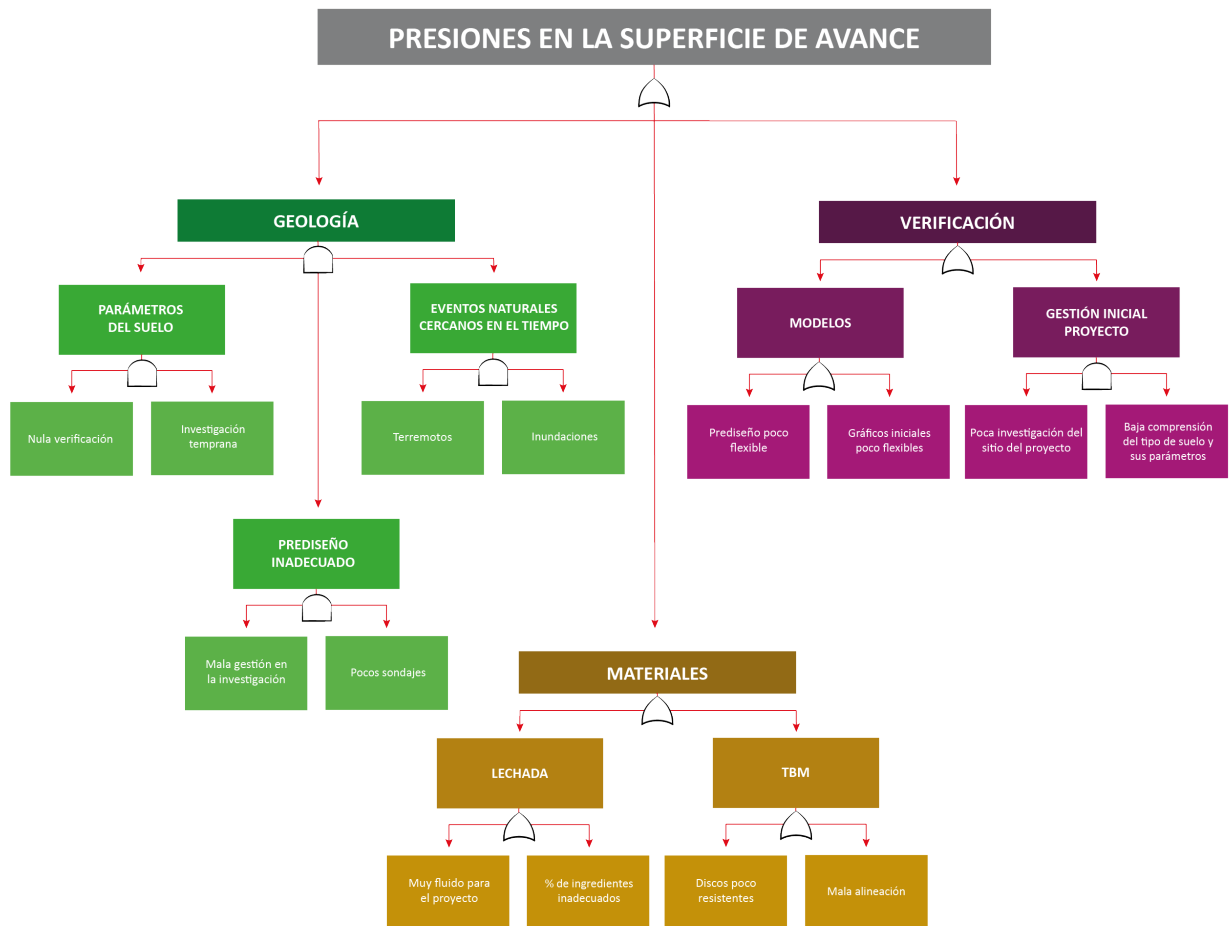 PRESIONES EN LA SUPERFICIE DE AVANCE
GEOLOGÍA
VERIFICACIÓN
PARÁMETROS
DEL SUELO
EVENTOS NATURALES
CERCANOS EN EL TIEMPO
MODELOS
GESTIÓN INICIAL
PROYECTO
Nula verificación
Investigación
temprana
Terremotos
Inundaciones
Prediseño poco
flexible
Gráficos iniciales
poco flexibles
Poca investigación del
sitio del proyecto
Baja comprensión
del tipo de suelo y
sus parámetros
PREDISEÑO
INADECUADO
Mala gestión en
la investigación
Pocos sondajes
MATERIALES
LECHADA
TBM
Muy fluido para
el proyecto
% de ingredientes
inadecuados
Discos poco
resistentes
Mala alineación